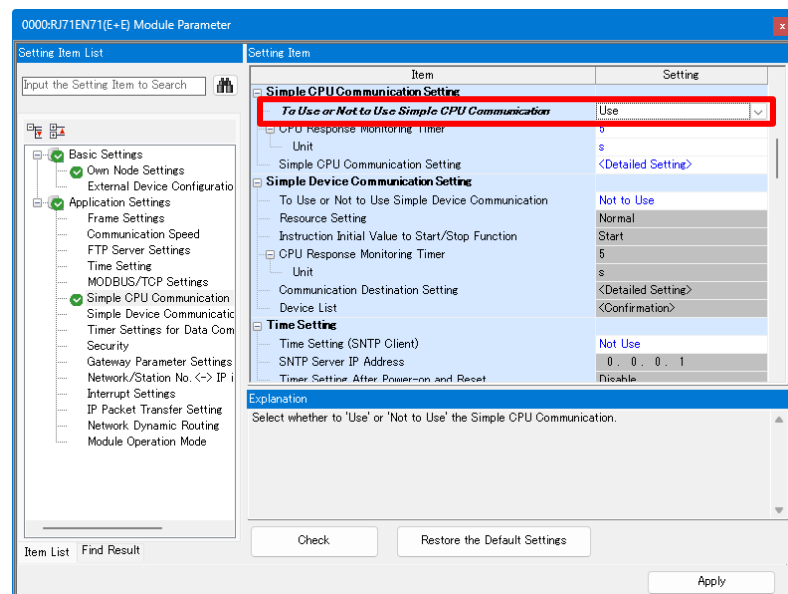 0000:RJ71EN71(E+E) Module Parameter
Setting Item List
Input the Setting Item to Search
Basic Settings
Own Node Settings
External Device Configuratio
Application Settings
Frame Settings
Communication Speed
FTP Server Settings
Time Setting
MODBUS/TCP Settings
Simple CPU Communication
Simple Device Communicatic
Timer Settings for Data Com
Security
Gateway Parameter Settings
Network/Station No. <-> IP i
Interrupt Settings
IP Packet Transfer Setting
Network Dynamic Routing
Module Operation Mode
Item List Find Result
Setting Item
Item Setting
Simple CPU Communication Setting
To Use or Not to Use Simple CPU Communication Use
CPU Response Monitoring Timer 5
Unit s
Simple CPU Communication Setting <Detailed Setting>
Simple Device Communication Setting
To Use or Not to Use Simple Device Communication Not to Use
Resource Setting Normal
Instruction Initial Value to Start/Stop Function Start
CPU Response Monitoring Timer 5
Unit s
Communication Destination Setting <Detailed Setting>
Device List <Confirmation>
Time Setting
Time Setting (SNTP Client) Not Use
SNTP Server IP Address 0. 0. 0. 1
Timer Setting After Power-on and Reset Disable
Explanation
Select whether to 'Use' or 'Not to Use' the Simple CPU Communication.
Check Restore the Default Settings
Apply